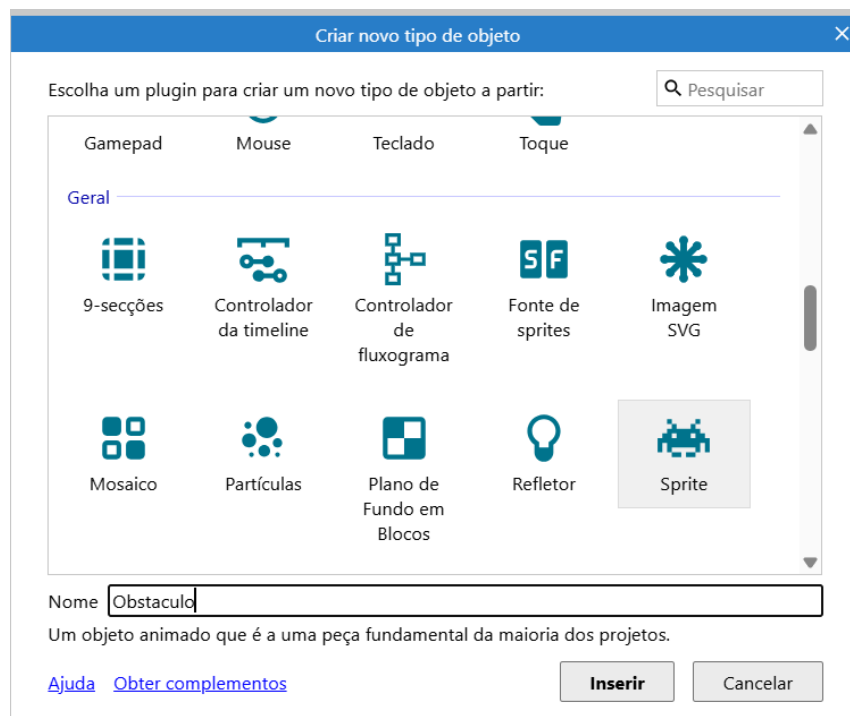 Criar novo tipo de objeto
Escolha um plugin para criar um novo tipo de objeto a partir:
Pesquisar
Gamepad
Mouse
Teclado
Toque
Geral
9-secções
Controlador
da timeline
Controlador
de
fluxograma
Fonte de
sprites
Imagem
SVG
Mosaico
Partículas
Plano de
Fundo em
Blocos
Refletor
Sprite
Nome Obstaculo
Um objeto animado que é a uma peça fundamental da maioria dos projetos.
Ajuda Obter complementos Inserir Cancelar